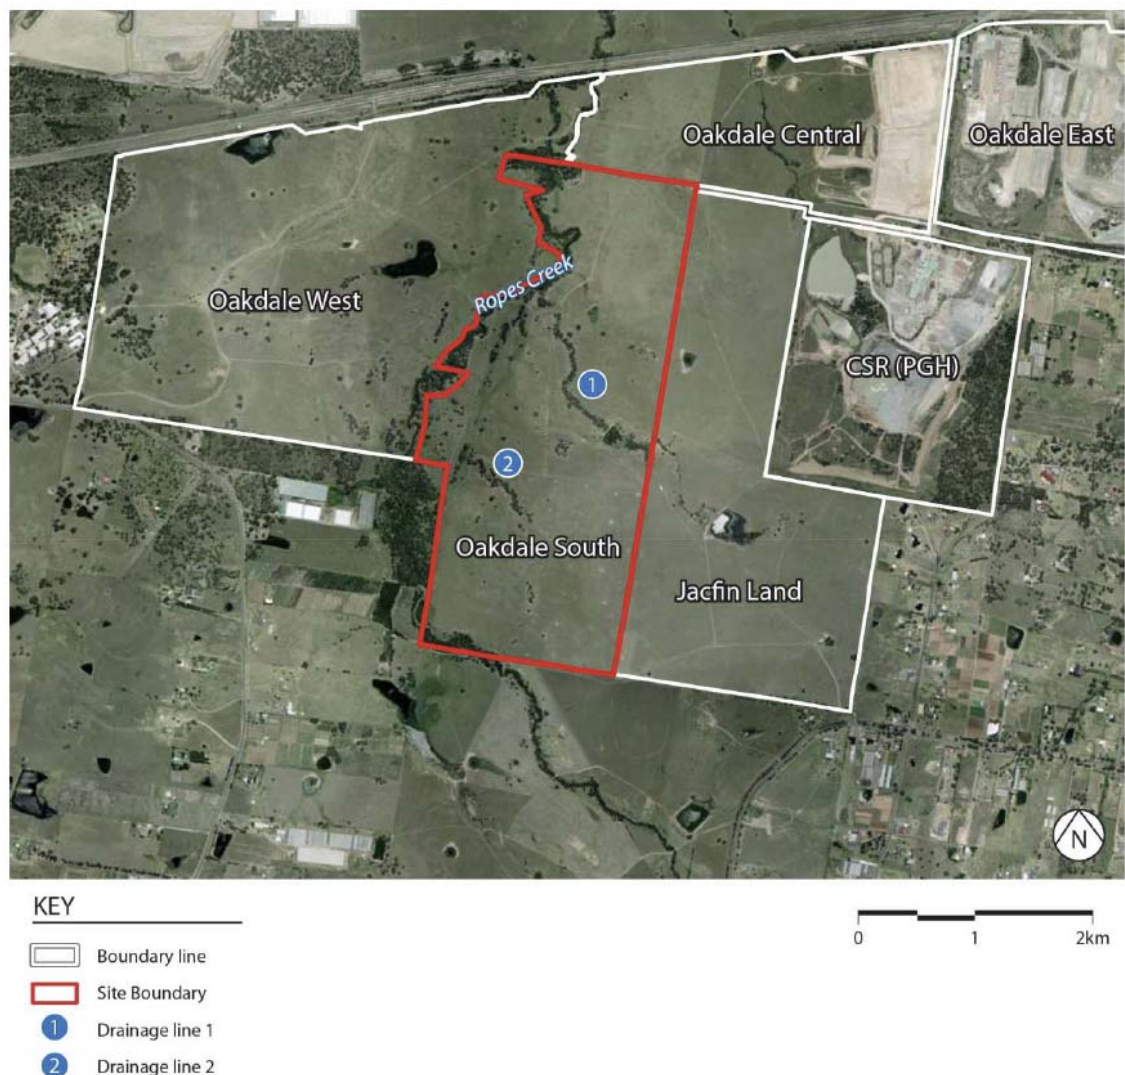 Oakdale Central
Oakdale East
Ropes Creek
Oakdale West
CSR (PGH)
1
2
Oakdale South
Jacfin Land
N
KEY
Boundary line
Site Boundary
1 Drainage line 1
2 Drainage line 2
0 1 2km